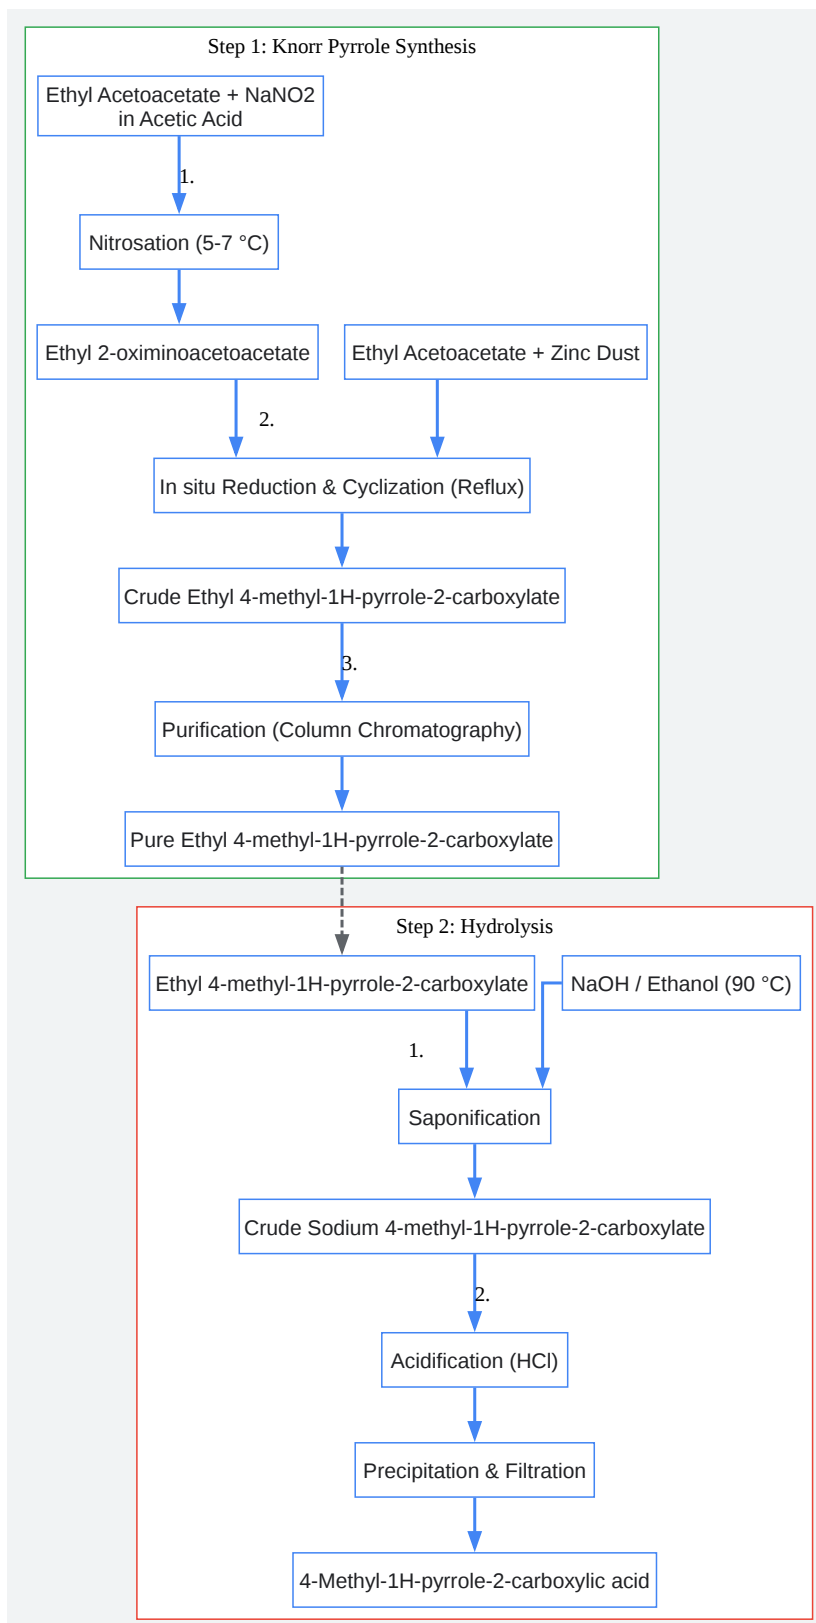 Step 1: Knorr Pyrrole Synthesis
Ethyl Acetoacetate + NaNO2
in Acetic Acid
1.
Nitrosation (5-7 °C)
Ethyl 2-oximinoacetoacetate
Ethyl Acetoacetate + Zinc Dust
2.
In situ Reduction & Cyclization (Reflux)
Crude Ethyl 4-methyl-1H-pyrrole-2-carboxylate
3.
Purification (Column Chromatography)
Pure Ethyl 4-methyl-1H-pyrrole-2-carboxylate
Step 2: Hydrolysis
Ethyl 4-methyl-1H-pyrrole-2-carboxylate
NaOH / Ethanol (90 °C)
1.
Saponification
Crude Sodium 4-methyl-1H-pyrrole-2-carboxylate
2.
Acidification (HCl)
Precipitation & Filtration
4-Methyl-1H-pyrrole-2-carboxylic acid